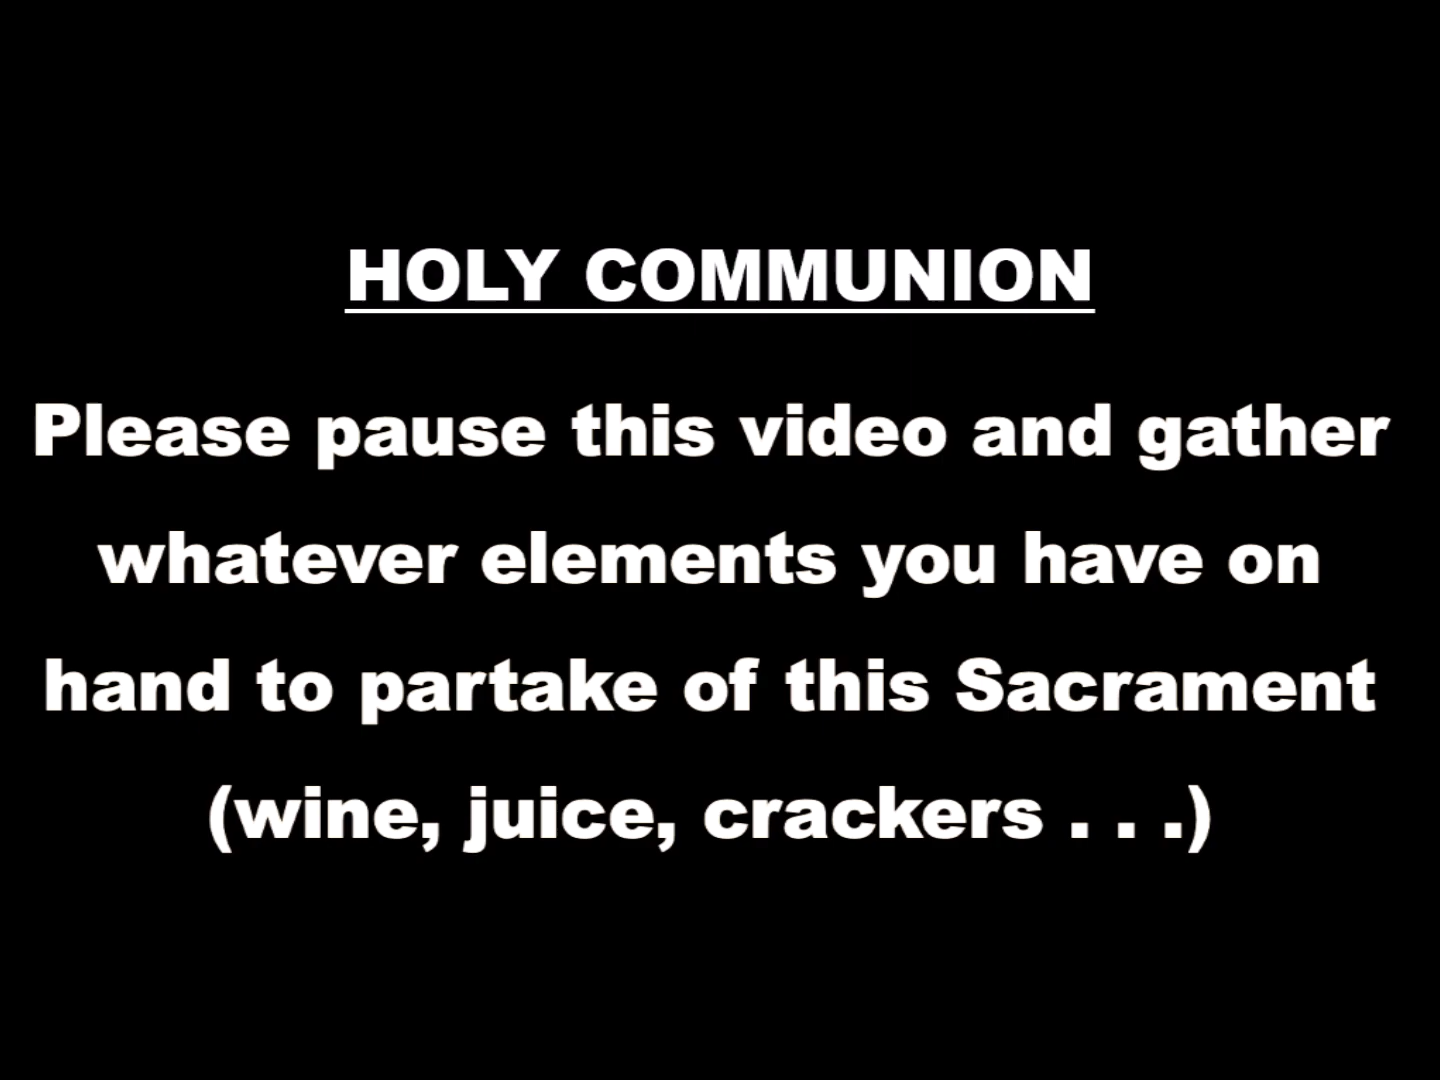 HOLY COMMUNION
Please pause this video and gather
whatever elements you have on
hand to partake of this Sacrament
(wine, juice, crackers . . .)